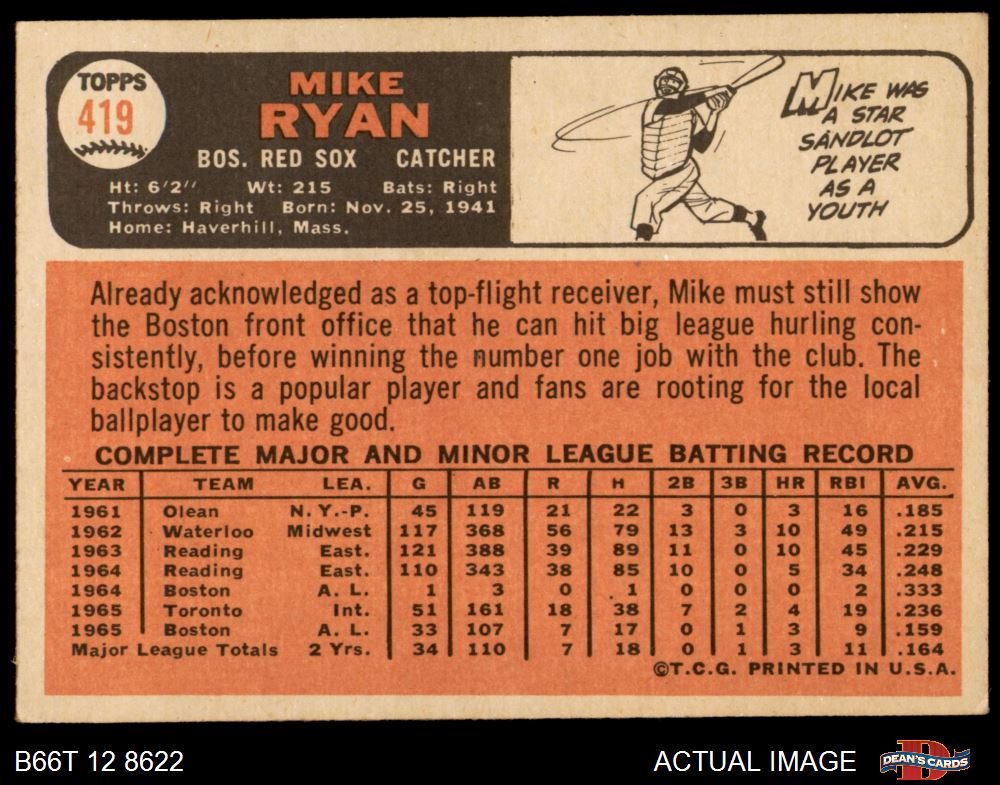 TOPPS
419
MIKE
RYAN
BOS. RED SOX CATCHER
Ht: 6'2" Wt: 215 Bats: Right
Throws: Right Born: Nov. 25, 1941
Home: Haverhill, Mass.
MIKE WAS
A STAR
SANDLOT
PLAYER
AS A
YOUTH
Already acknowledged as a top-flight receiver, Mike must still show
the Boston front office that he can hit big league hurling con-
sistently, before winning the number one job with the club. The
backstop is a popular player and fans are rooting for the local
ballplayer to make good.
COMPLETE MAJOR AND MINOR LEAGUE BATTING RECORD
YEAR TEAM LEA. G AB R H 2B 3B HR RBI AVG.
1961 Olean N.Y.-P. 45 119 21 22 3 0 3 16 .185
1962 Waterloo Midwest 117 368 56 79 13 3 10 49 .215
1963 Reading East. 121 388 39 89 11 0 10 45 .229
1964 Reading East. 110 343 38 85 10 0 5 34 .248
1964 Boston A. L. 1 3 0 1 0 0 0 2 .333
1965 Toronto Int. 51 161 18 38 7 2 4 19 .236
1965 Boston A. L. 33 107 7 17 0 1 3 9 .159
Major League Totals 2 Yrs. 34 110 7 18 0 1 3 11 .164
©T.C.G. PRINTED IN U.S.A.
B66T 12 8622
ACTUAL IMAGE
D
DEAN'S CARDS